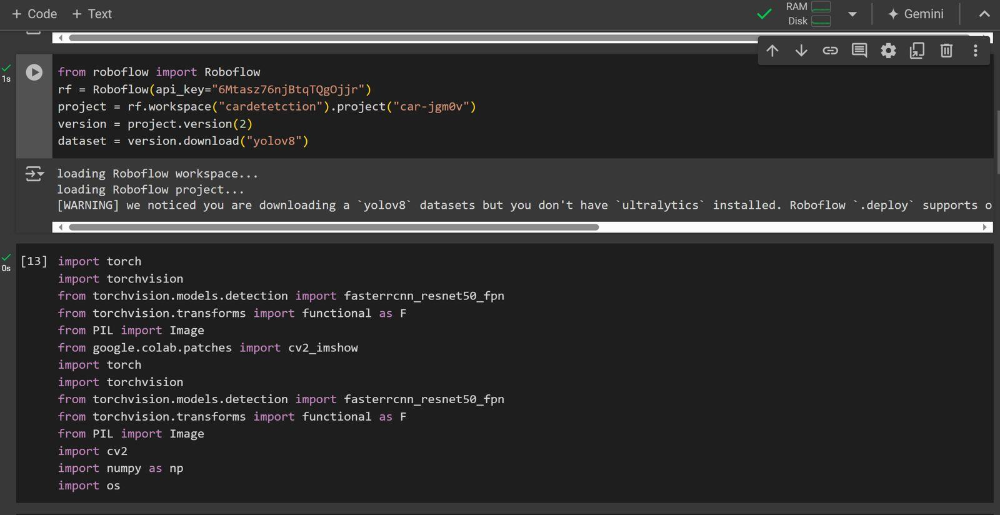 + Code + Text
RAM
Disk
Gemini
1s
from roboflow import Roboflow
rf = Roboflow(api_key="6Mtasz76njBtqTQgOjjr")
project = rf.workspace("cardetetction").project("car-jgm0v")
version = project.version(2)
dataset = version.download("yolov8")
loading Roboflow workspace...
loading Roboflow project...
[WARNING] we noticed you are downloading a `yolov8` datasets but you don't have `ultralytics` installed. Roboflow `.deploy` supports o
0s
[13] import torch
import torchvision
from torchvision.models.detection import fasterrcnn_resnet50_fpn
from torchvision.transforms import functional as F
from PIL import Image
from google.colab.patches import cv2_imshow
import torch
import torchvision
from torchvision.models.detection import fasterrcnn_resnet50_fpn
from torchvision.transforms import functional as F
from PIL import Image
import cv2
import numpy as np
import os